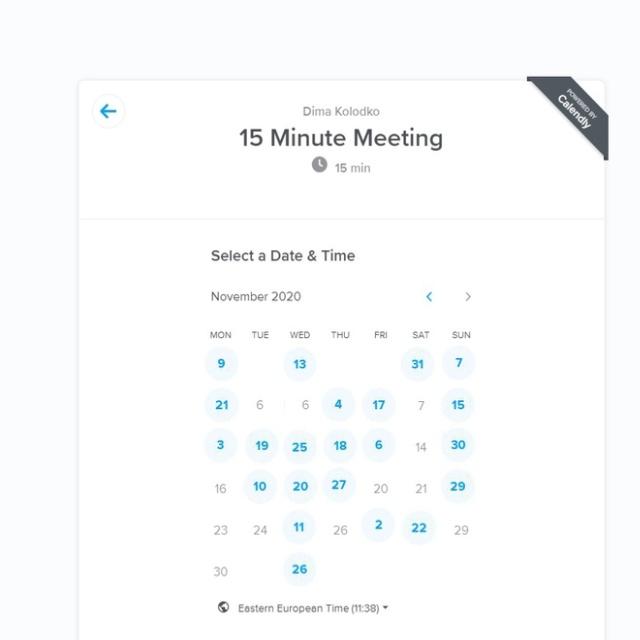 POWERED BY
Calendly
Dima Kolodko
15 Minute Meeting
15 min
Select a Date & Time
November 2020
MON TUE WED THU FRI SAT SUN
9 13 31 7
21 6 6 4 17 7 15
3 19 25 18 6 14 30
16 10 20 27 20 21 29
23 24 11 26 2 22 29
30 26
Eastern European Time (11:38)